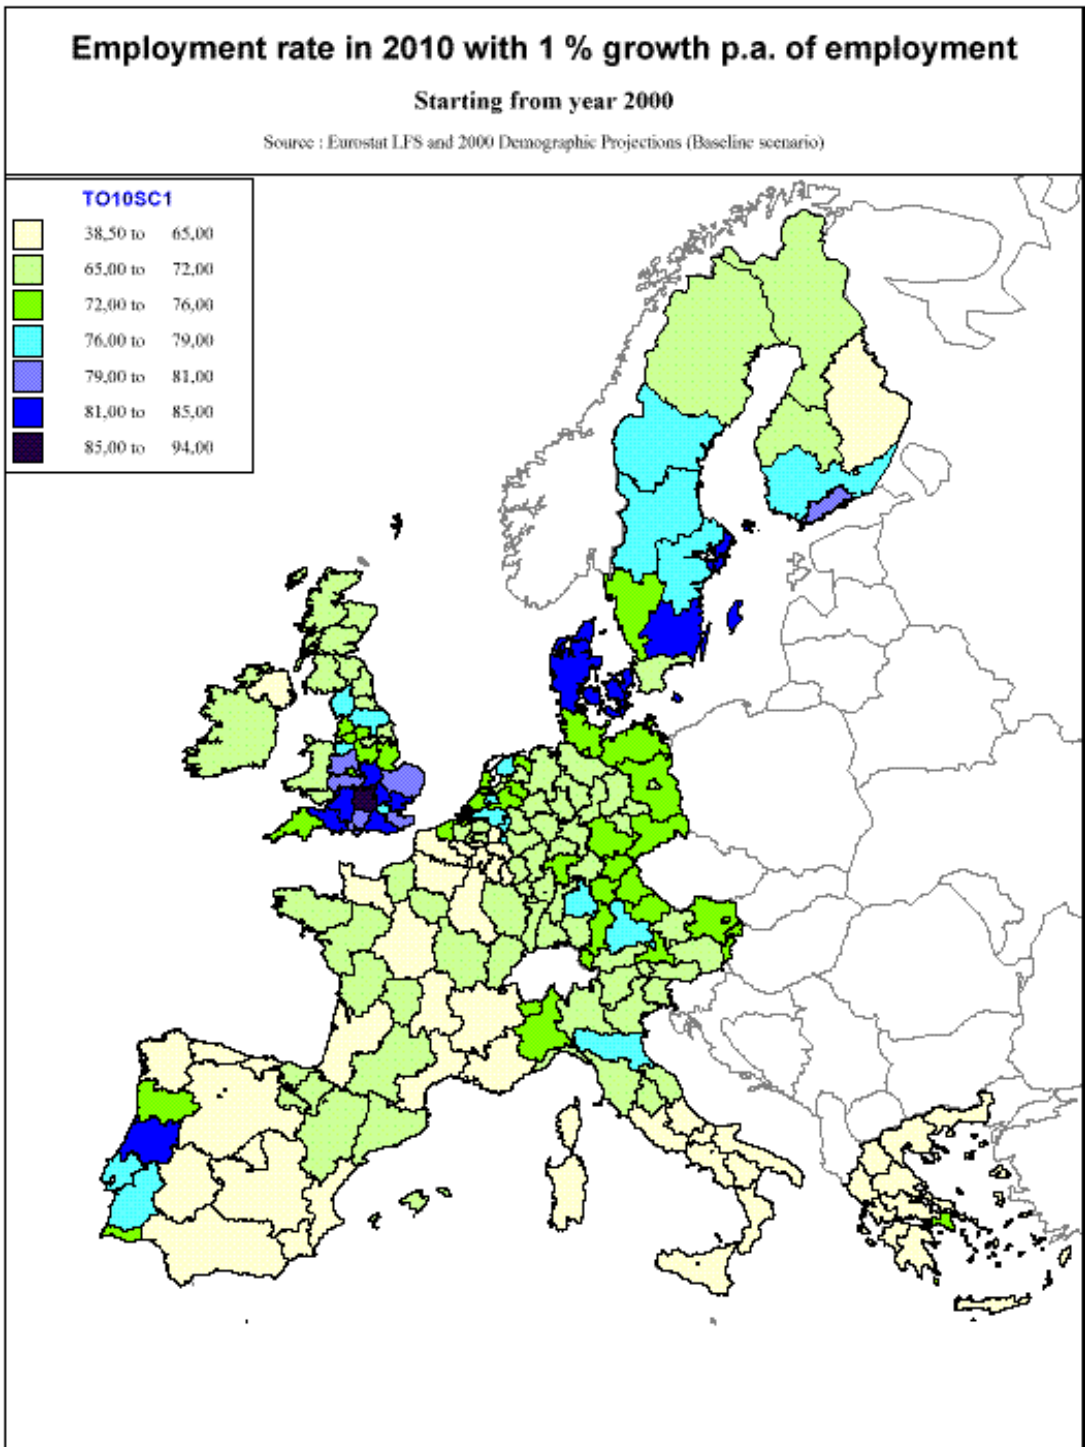 Employment rate in 2010 with 1 % growth p.a. of employment
Starting from year 2000
Source : Eurostat LFS and 2000 Demographic Projections (Baseline scenario)
TO10SC1
38,50 to 65,00
65,00 to 72,00
72,00 to 76,00
76,00 to 79,00
79,00 to 81,00
81,00 to 85,00
85,00 to 94,00